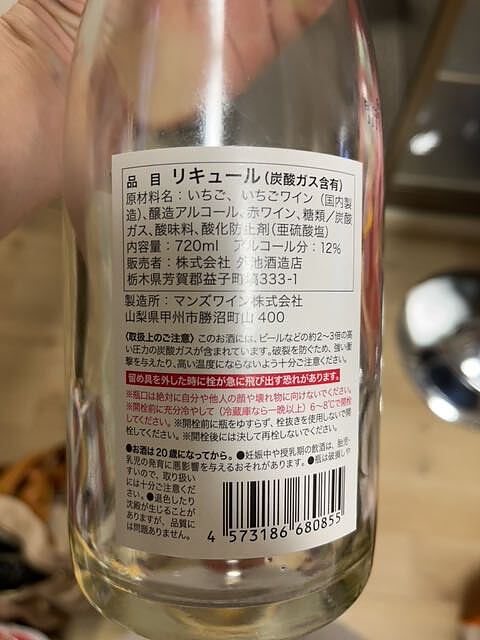 品 目 リキュール(炭酸ガス含有)
原材料名:いちご、いちごワイン(国内製
造)、醸造アルコール、赤ワイン、糖類/炭酸
ガス、酸味料、酸化防止剤(亜硫酸塩)
内容量:720ml アルコール分:12%
販売者:株式会社 外池酒造店
栃木県芳賀郡益子町塙333-1
製造所:マンズワイン株式会社
山梨県甲州市勝沼町山 400
〈取扱上のご注意〉このお酒には、ビールなどの約2~3倍の高
い圧力の炭酸ガスが含まれています。破裂を防ぐため、強い衝
撃を与えたり、高い温度にならないよう十分ご注意ください。
留め具を外した時に栓が急に飛び出す恐れがあります。
※瓶口は絶対に自分や他人の顔や壊れ物に向けないでください。
※開栓前に充分冷やして(冷蔵庫なら一晩以上)6~8℃で開栓
してください。※開栓前に瓶をゆすらず、栓抜きを使用しないで開
栓してください。※開栓後には決して再栓しないでください。
●お酒は20歳になってから。●妊娠中や授乳期の飲酒は、胎児・
乳児の発育に悪影響を与えるおそれがあります。●瓶は破損しや
すいので、取り扱い
には十分ご注意くださ
い。●退色したり
沈殿が生じることが
ありますが、品質に
は問題ありません。
4 573186 680855